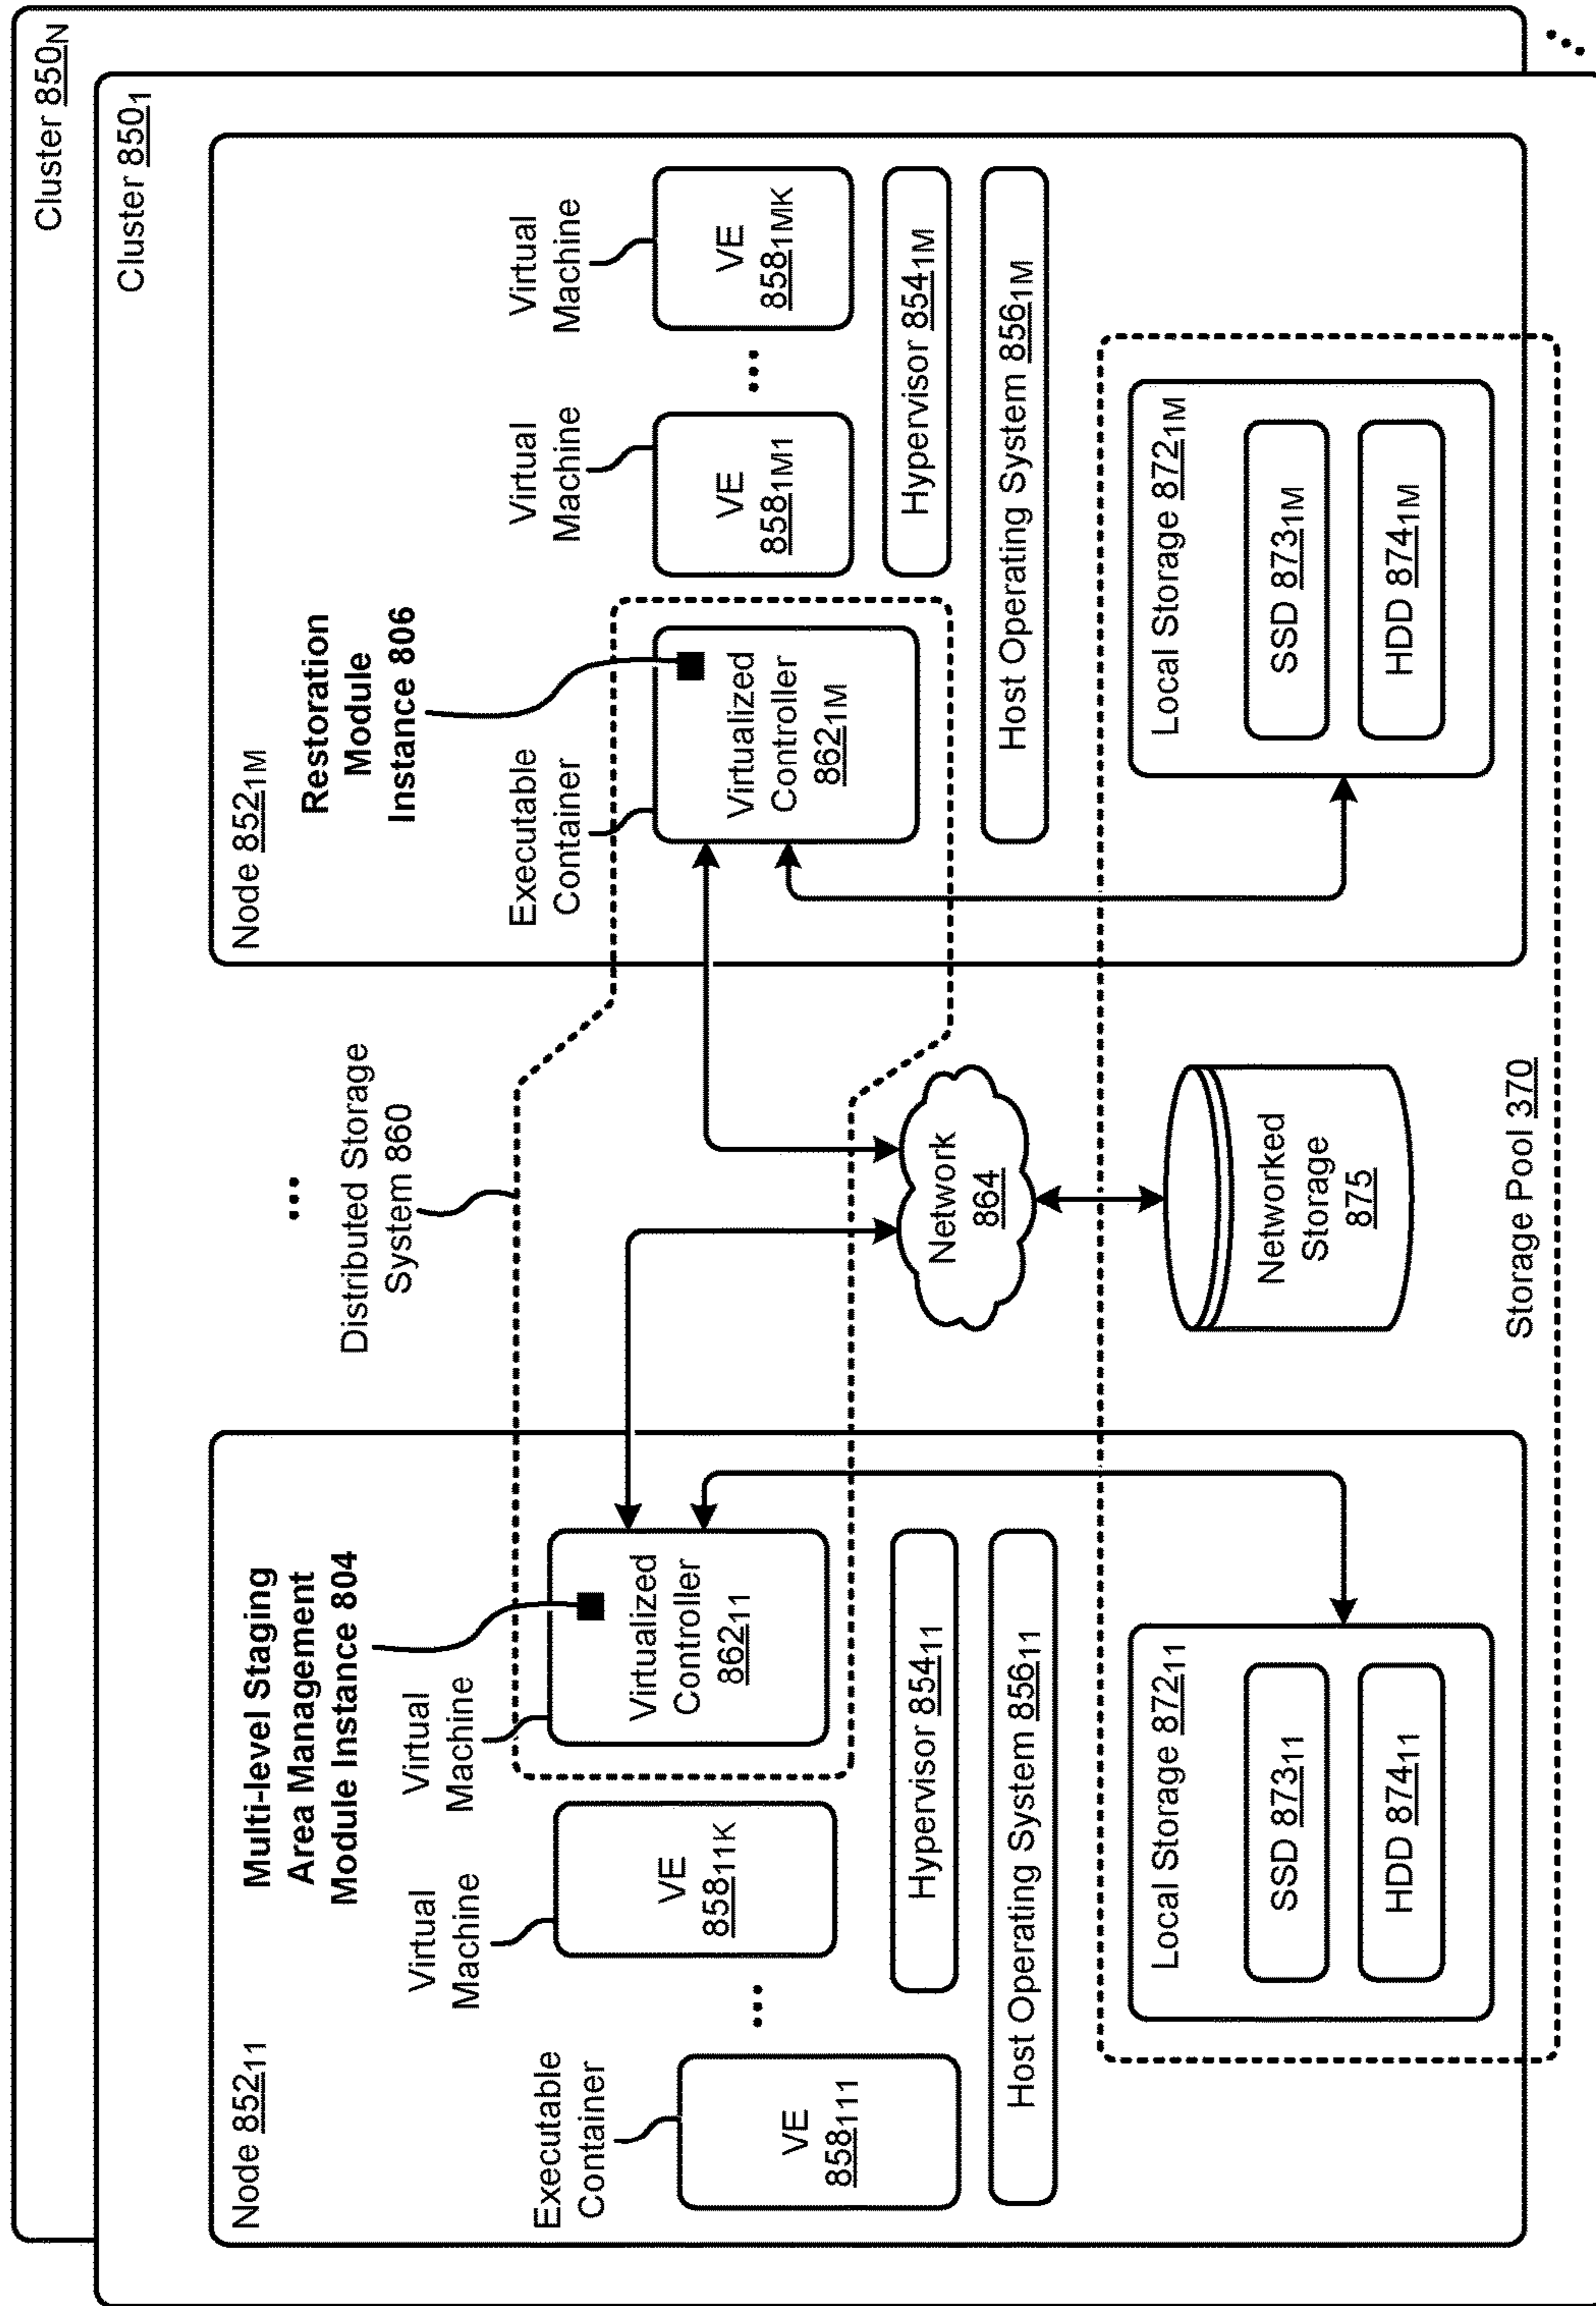 Cluster 850N
Cluster 8501
Node 85211
Multi-level Staging
Area Management
Module Instance 804
Executable
Container
VE
858111
...
Virtual
Machine
VE
85811K
Virtual
Machine
Virtualized
Controller
86211
Hypervisor 85411
Host Operating System 85611
Local Storage 87211
SSD 87311
HDD 87411
...
Distributed Storage
System 860
Network
864
Networked
Storage
875
Storage Pool 370
Node 8521M
Restoration
Module
Instance 806
Executable
Container
Virtualized
Controller
8621M
Virtual
Machine
VE
8581M1
...
Virtual
Machine
VE
8581MK
Hypervisor 8541M
Host Operating System 8561M
Local Storage 8721M
SSD 8731M
HDD 8741M
...